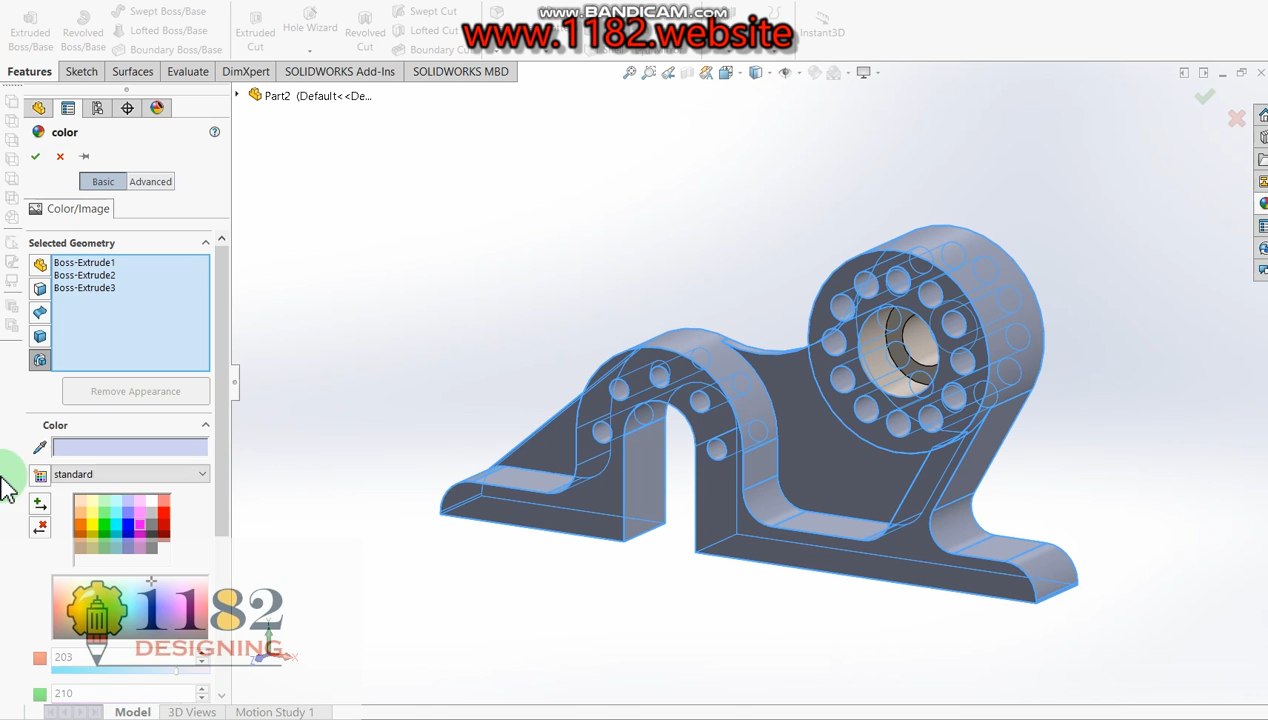 www.BANDICAM.com
www.1182.website
Extruded Boss/Base
Revolved Boss/Base
Swept Boss/Base
Lofted Boss/Base
Boundary Boss/Base
Extruded Cut
Hole Wizard
Revolved Cut
Swept Cut
Lofted Cut
Boundary Cut
Instant3D
Features
Sketch
Surfaces
Evaluate
DimXpert
SOLIDWORKS Add-Ins
SOLIDWORKS MBD
Part2 (Default<<De...
color
Basic
Advanced
Color/Image
Selected Geometry
Boss-Extrude1
Boss-Extrude2
Boss-Extrude3
Remove Appearance
Color
standard
1182
DESIGNING
203
210
X
Model
3D Views
Motion Study 1